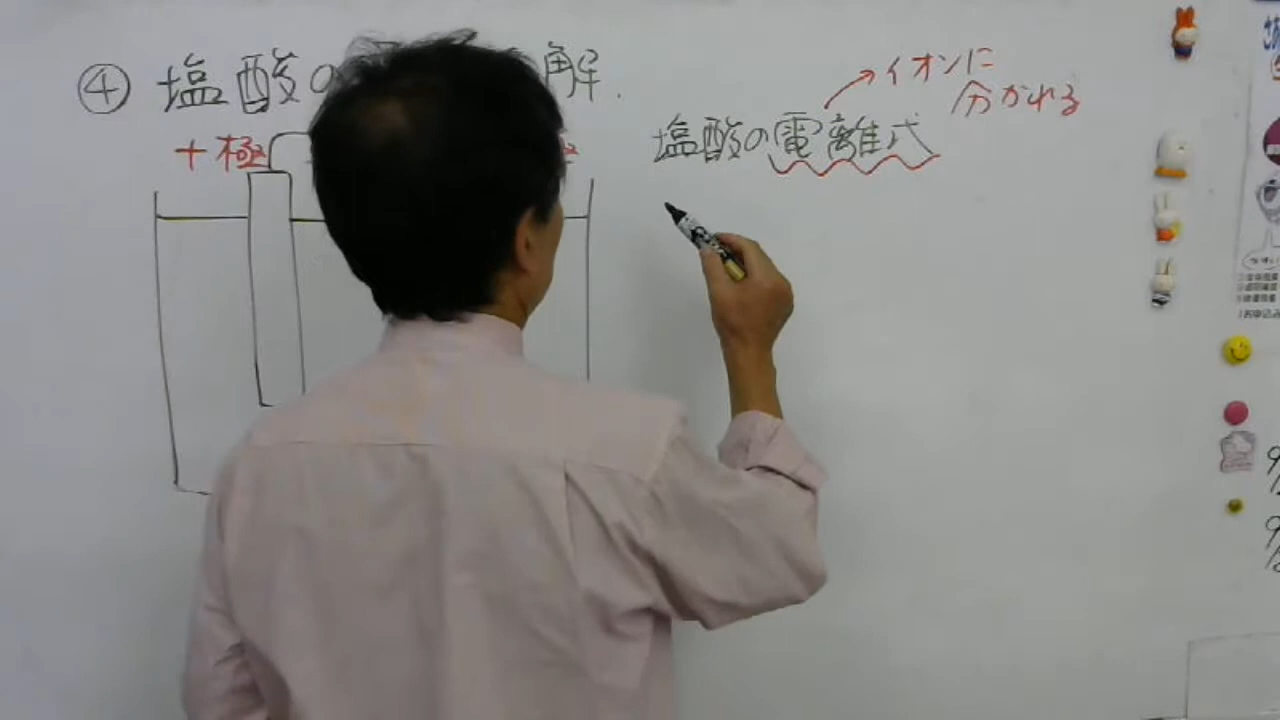 ④ 塩酸の 解.
イオンに
分かれる
塩酸の電離式
+極 極